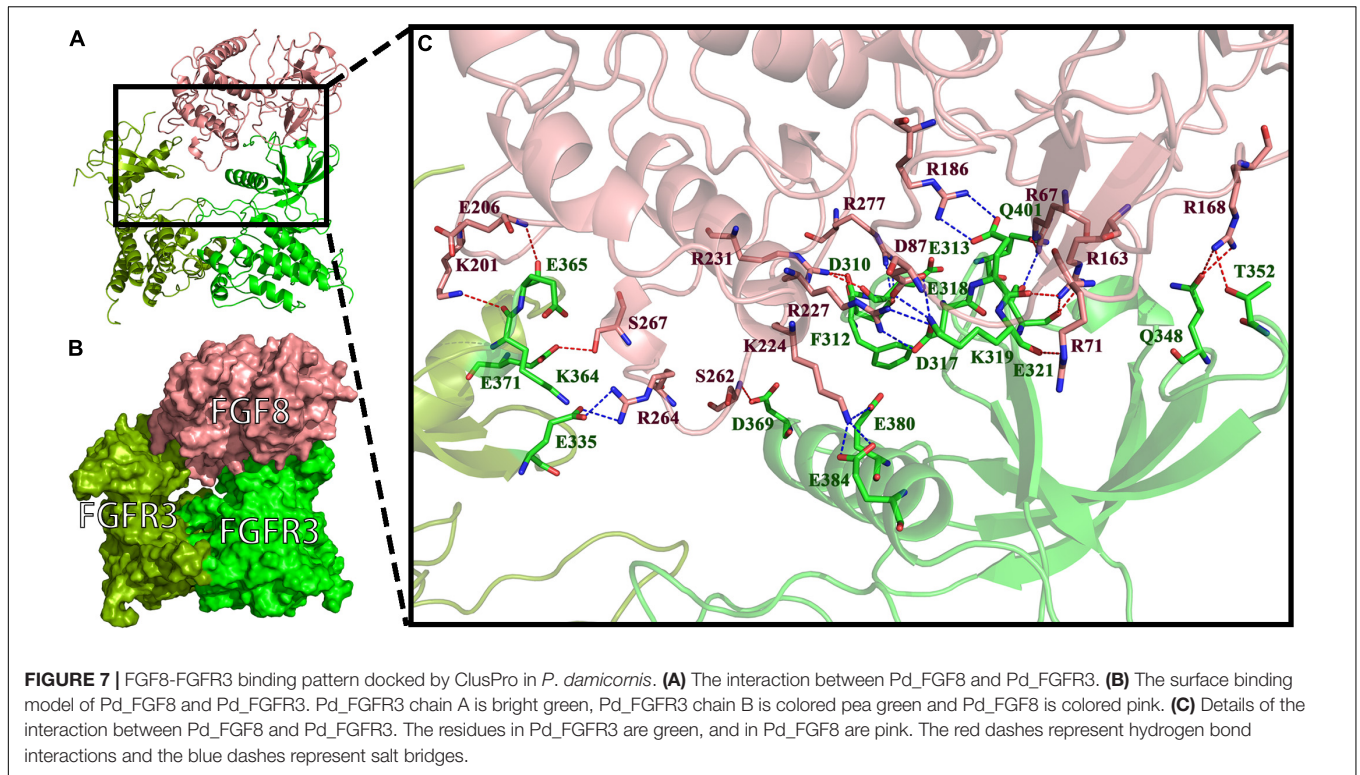 A
B
FGF8
FGFR3
FGFR3
C
R186
E206
R277
R67
Q401
R168
K201
E365
R231
D87
E313
D310
R163
T352
E318
R227
S267
F312
K224
R71
Q348
K319
E371
K364
D317
E321
S262
R264
D369
E380
E335
E384
FIGURE 7 | FGF8-FGFR3 binding pattern docked by ClusPro in P. damicornis. (A) The interaction between Pd_FGF8 and Pd_FGFR3. (B) The surface binding
model of Pd_FGF8 and Pd_FGFR3. Pd_FGFR3 chain A is bright green, Pd_FGFR3 chain B is colored pea green and Pd_FGF8 is colored pink. (C) Details of the
interaction between Pd_FGF8 and Pd_FGFR3. The residues in Pd_FGFR3 are green, and in Pd_FGF8 are pink. The red dashes represent hydrogen bond
interactions and the blue dashes represent salt bridges.